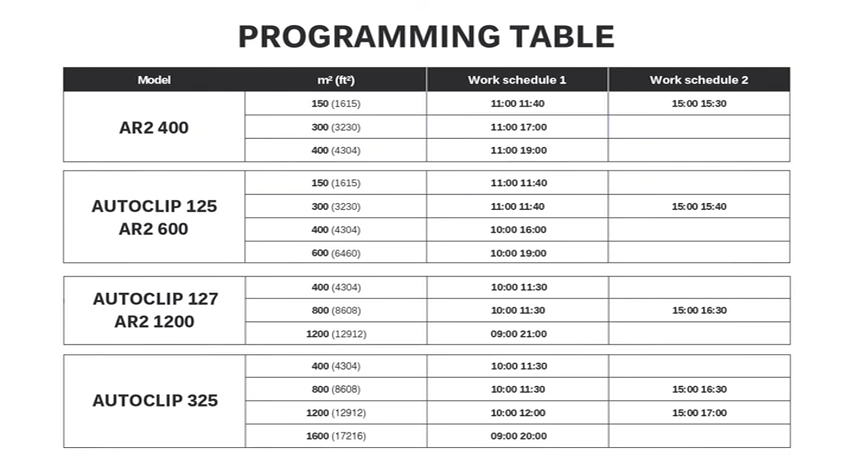 PROGRAMMING TABLE
Model m² (ft²) Work schedule 1 Work schedule 2
AR2 400
150 (1615) 11:00 11:40 15:00 15:30
300 (3230) 11:00 17:00
400 (4304) 11:00 19:00
AUTOCLIP 125
AR2 600
150 (1615) 11:00 11:40
300 (3230) 11:00 11:40 15:00 15:40
400 (4304) 10:00 16:00
600 (6460) 10:00 19:00
AUTOCLIP 127
AR2 1200
400 (4304) 10:00 11:30
800 (8608) 10:00 11:30 15:00 16:30
1200 (12912) 09:00 21:00
AUTOCLIP 325
400 (4304) 10:00 11:30
800 (8608) 10:00 11:30 15:00 16:30
1200 (12912) 10:00 12:00 15:00 17:00
1600 (17216) 09:00 20:00